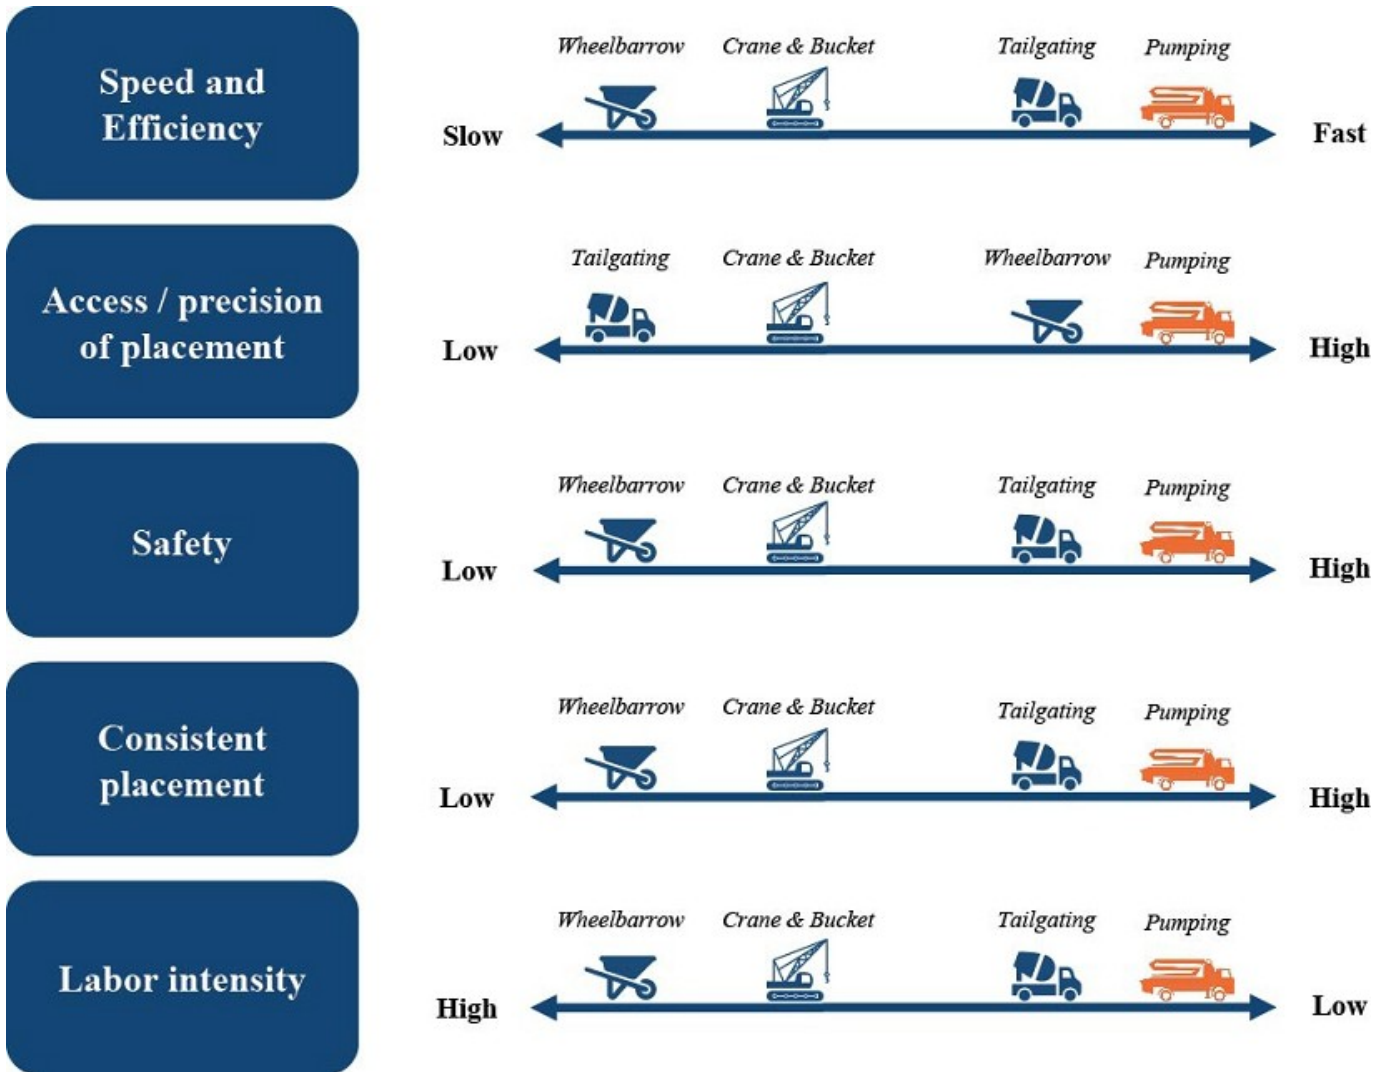 Speed and
Efficiency
Wheelbarrow
Crane & Bucket
Tailgating
Pumping
Slow
Fast
Access / precision
of placement
Tailgating
Crane & Bucket
Wheelbarrow
Pumping
Low
High
Safety
Wheelbarrow
Crane & Bucket
Tailgating
Pumping
Low
High
Consistent
placement
Wheelbarrow
Crane & Bucket
Tailgating
Pumping
Low
High
Labor intensity
Wheelbarrow
Crane & Bucket
Tailgating
Pumping
High
Low